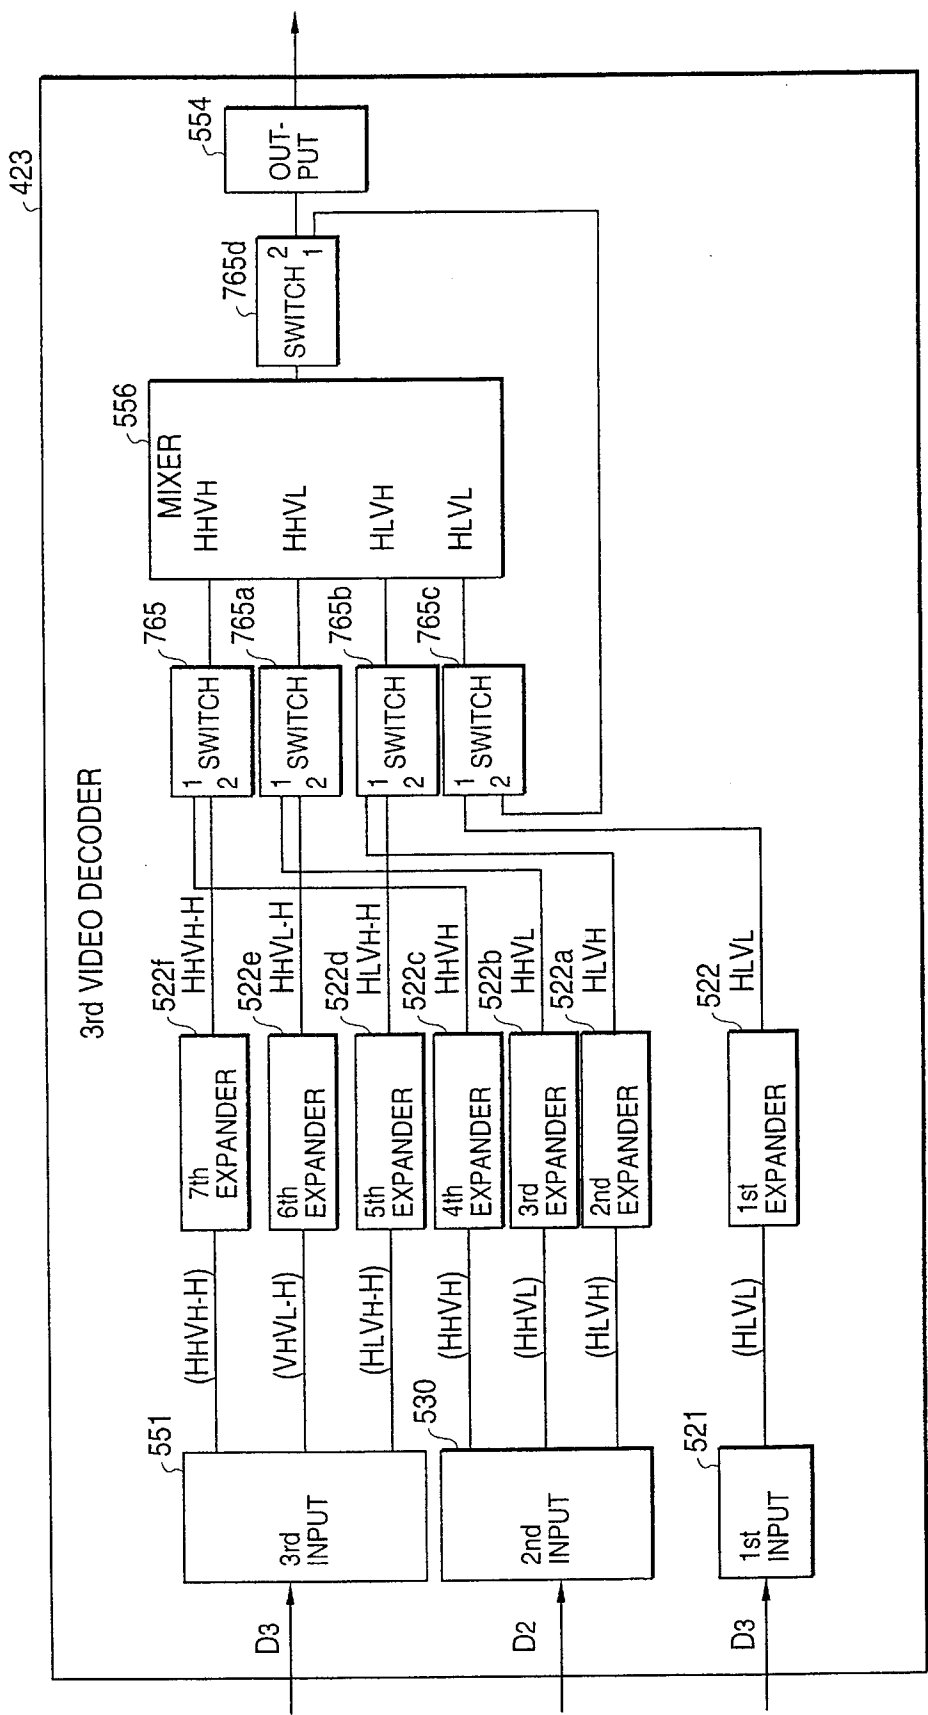 3rd VIDEO DECODER
423
D3
3rd
INPUT
551
(HHVH-H)
(VHVL-H)
(HLVH-H)
7th
EXPANDER
522f
HHVH-H
6th
EXPANDER
522e
HHVL-H
5th
EXPANDER
522d
HLVH-H
D2
2nd
INPUT
530
(HHVH)
(HHVL)
(HLVH)
4th
EXPANDER
522c
HHVH
3rd
EXPANDER
522b
HHVL
2nd
EXPANDER
522a
HLVH
D3
1st
INPUT
521
(HLVL)
1st
EXPANDER
522
HLVL
1
2
SWITCH
765
1
2
SWITCH
765a
1
2
SWITCH
765b
1
2
SWITCH
765c
MIXER
556
HHVH
HHVL
HLVH
HLVL
SWITCH
2
1
765d
OUT-
PUT
554